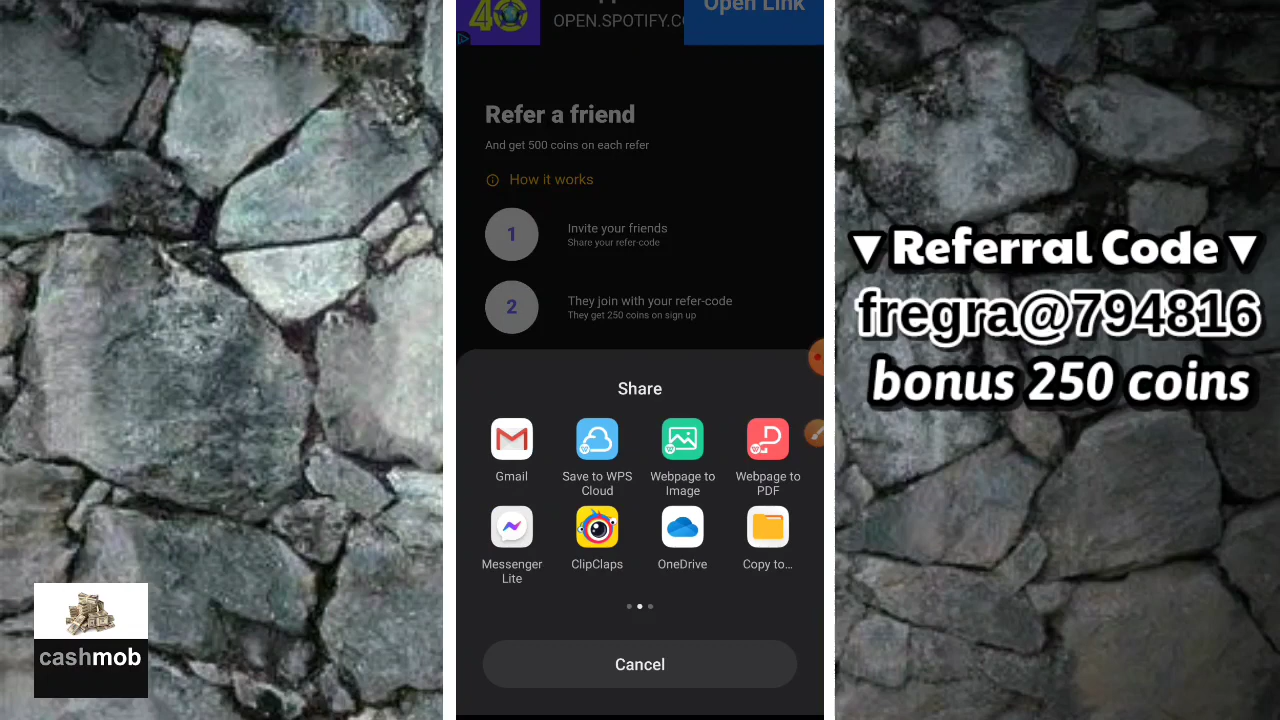 40
OPEN.SPOTIFY.C
Open Link
Refer a friend
And get 500 coins on each refer
How it works
1
Invite your friends
Share your refer-code
2
They join with your refer-code
They get 250 coins on sign up
Share
Gmail
Save to WPS
Cloud
Webpage to
Image
Webpage to
PDF
Messenger
Lite
ClipClaps
OneDrive
Copy to...
Cancel
▼Referral Code▼
fregra@794816
bonus 250 coins
cashmob